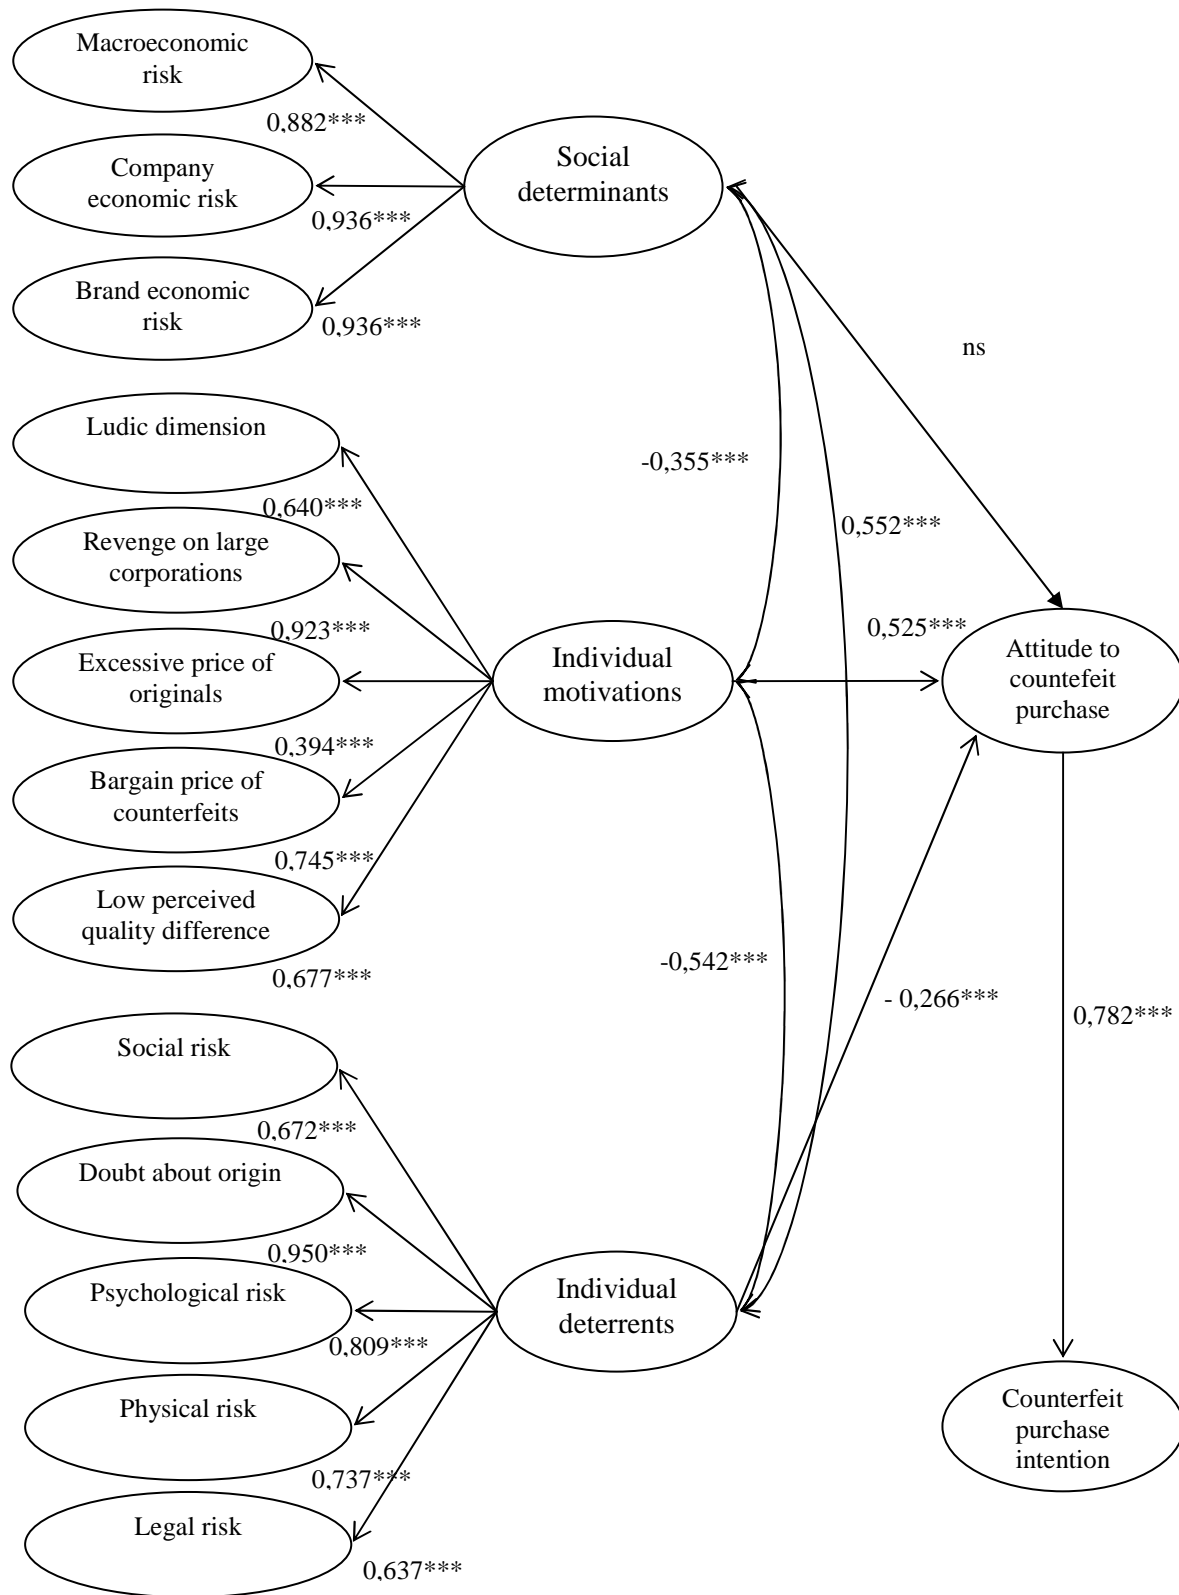 Macroeconomic
risk
0,882***
Company
economic risk
0,936***
Brand economic
risk
0,936***
Social
determinants
ns
Ludic dimension
0,640***
Revenge on large
corporations
0,923***
Excessive price of
originals
0,394***
Bargain price of
counterfeits
0,745***
Low perceived
quality difference
0,677***
Individual
motivations
-0,355***
0,552***
0,525***
Attitude to
countefeit
purchase
-0,542***
- 0,266***
0,782***
Social risk
0,672***
Doubt about origin
0,950***
Psychological risk
0,809***
Physical risk
0,737***
Legal risk
0,637***
Individual
deterrents
Counterfeit
purchase
intention